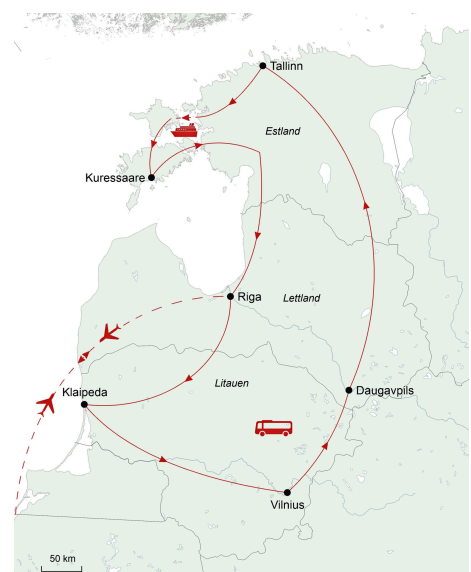 Tallinn
Estland
Kuressaare
Riga
Lettland
Litauen
Klaipeda
Daugavpils
Vilnius
50 km